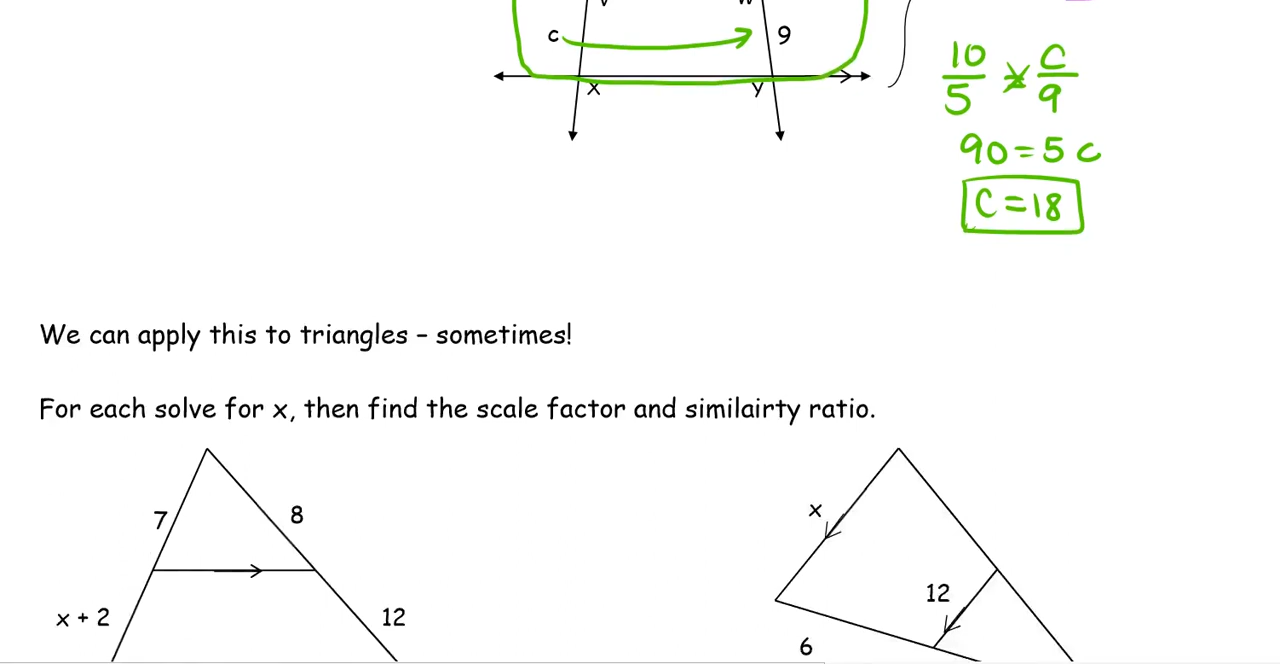 c
9
x
y
10/5 × c/9
90 = 5c
C = 18
We can apply this to triangles – sometimes!
For each solve for x, then find the scale factor and similairty ratio.
7
8
x + 2
12
x
12
6